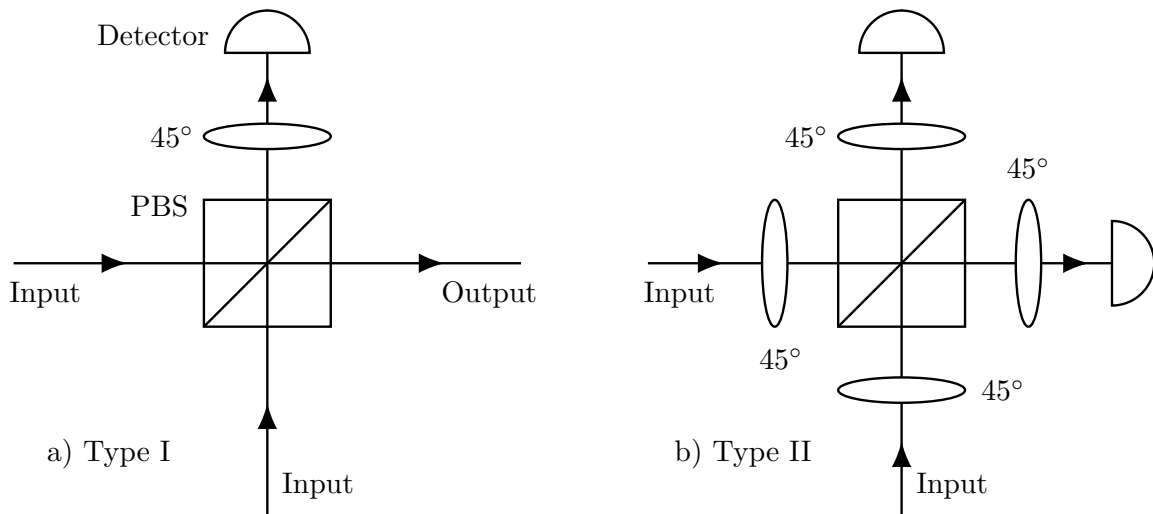 Detector
45°
PBS
Input
Output
a) Type I
Input
45°
45°
Input
45°
45°
b) Type II
Input